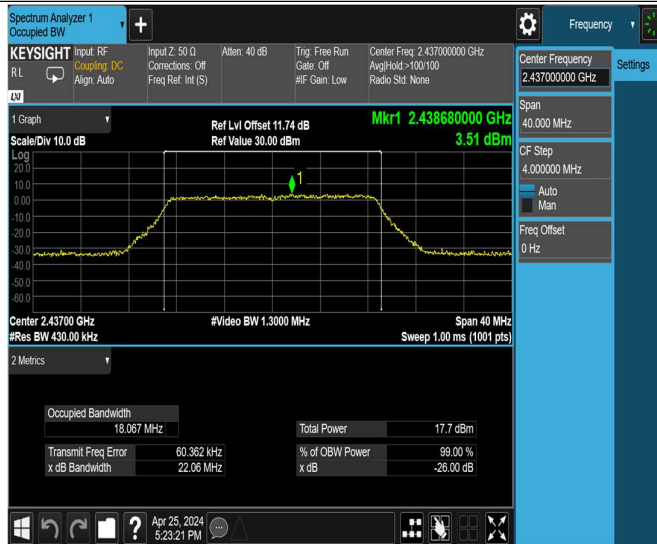 Spectrum Analyzer 1
Occupied BW
Frequency
KEYSIGHT
RL
LXI
Input: RF
Coupling: DC
Align: Auto
Input Z: 50 Ω
Corrections: Off
Freq Ref: Int (S)
Atten: 40 dB
Trig: Free Run
Gate: Off
#IF Gain: Low
Center Freq: 2.437000000 GHz
Avg|Hold:>100/100
Radio Std: None
Center Frequency
2.437000000 GHz
Settings
Span
40.000 MHz
CF Step
4.000000 MHz
Auto
Man
Freq Offset
0 Hz
1 Graph
Scale/Div 10.0 dB
Ref Lvl Offset 11.74 dB
Ref Value 30.00 dBm
Mkr1 2.438680000 GHz
3.51 dBm
Log
20.0
10.0
0.00
-10.0
-20.0
-30.0
-40.0
-50.0
-60.0
1
Center 2.43700 GHz
#Res BW 430.00 kHz
#Video BW 1.3000 MHz
Span 40 MHz
Sweep 1.00 ms (1001 pts)
2 Metrics
Occupied Bandwidth
18.067 MHz
Total Power 17.7 dBm
Transmit Freq Error 60.362 kHz
% of OBW Power 99.00 %
x dB Bandwidth 22.06 MHz
x dB -26.00 dB
?
Apr 25, 2024
5:23:21 PM